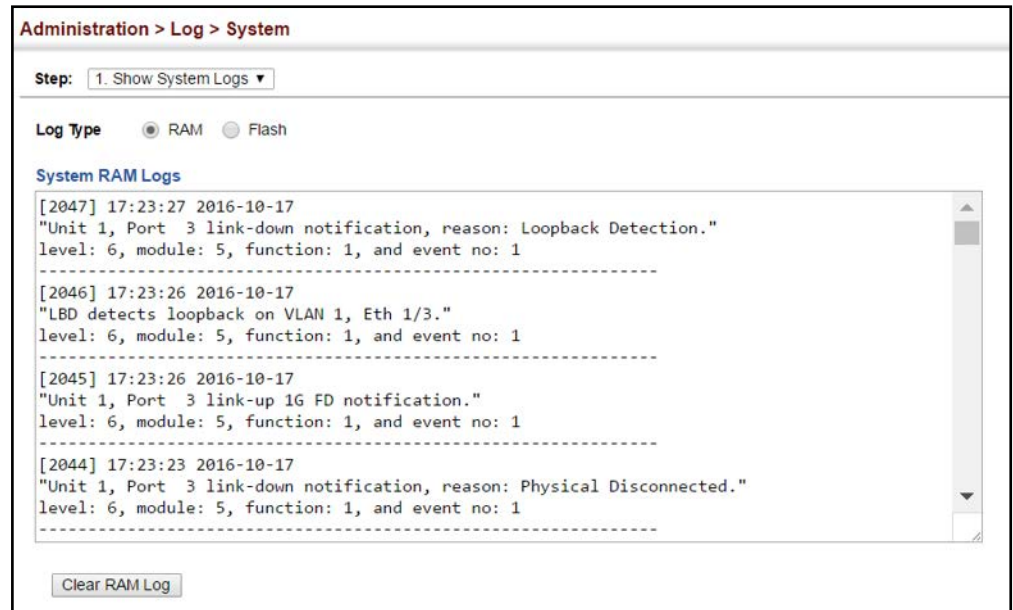 Administration > Log > System
Step: 1. Show System Logs ▼
Log Type RAM Flash
System RAM Logs
[2047] 17:23:27 2016-10-17
"Unit 1, Port  3 link-down notification, reason: Loopback Detection."
level: 6, module: 5, function: 1, and event no: 1
----------------------------------------------------------------
[2046] 17:23:26 2016-10-17
"LBD detects loopback on VLAN 1, Eth 1/3."
level: 6, module: 5, function: 1, and event no: 1
----------------------------------------------------------------
[2045] 17:23:26 2016-10-17
"Unit 1, Port  3 link-up 1G FD notification."
level: 6, module: 5, function: 1, and event no: 1
----------------------------------------------------------------
[2044] 17:23:23 2016-10-17
"Unit 1, Port  3 link-down notification, reason: Physical Disconnected."
level: 6, module: 5, function: 1, and event no: 1
----------------------------------------------------------------
Clear RAM Log